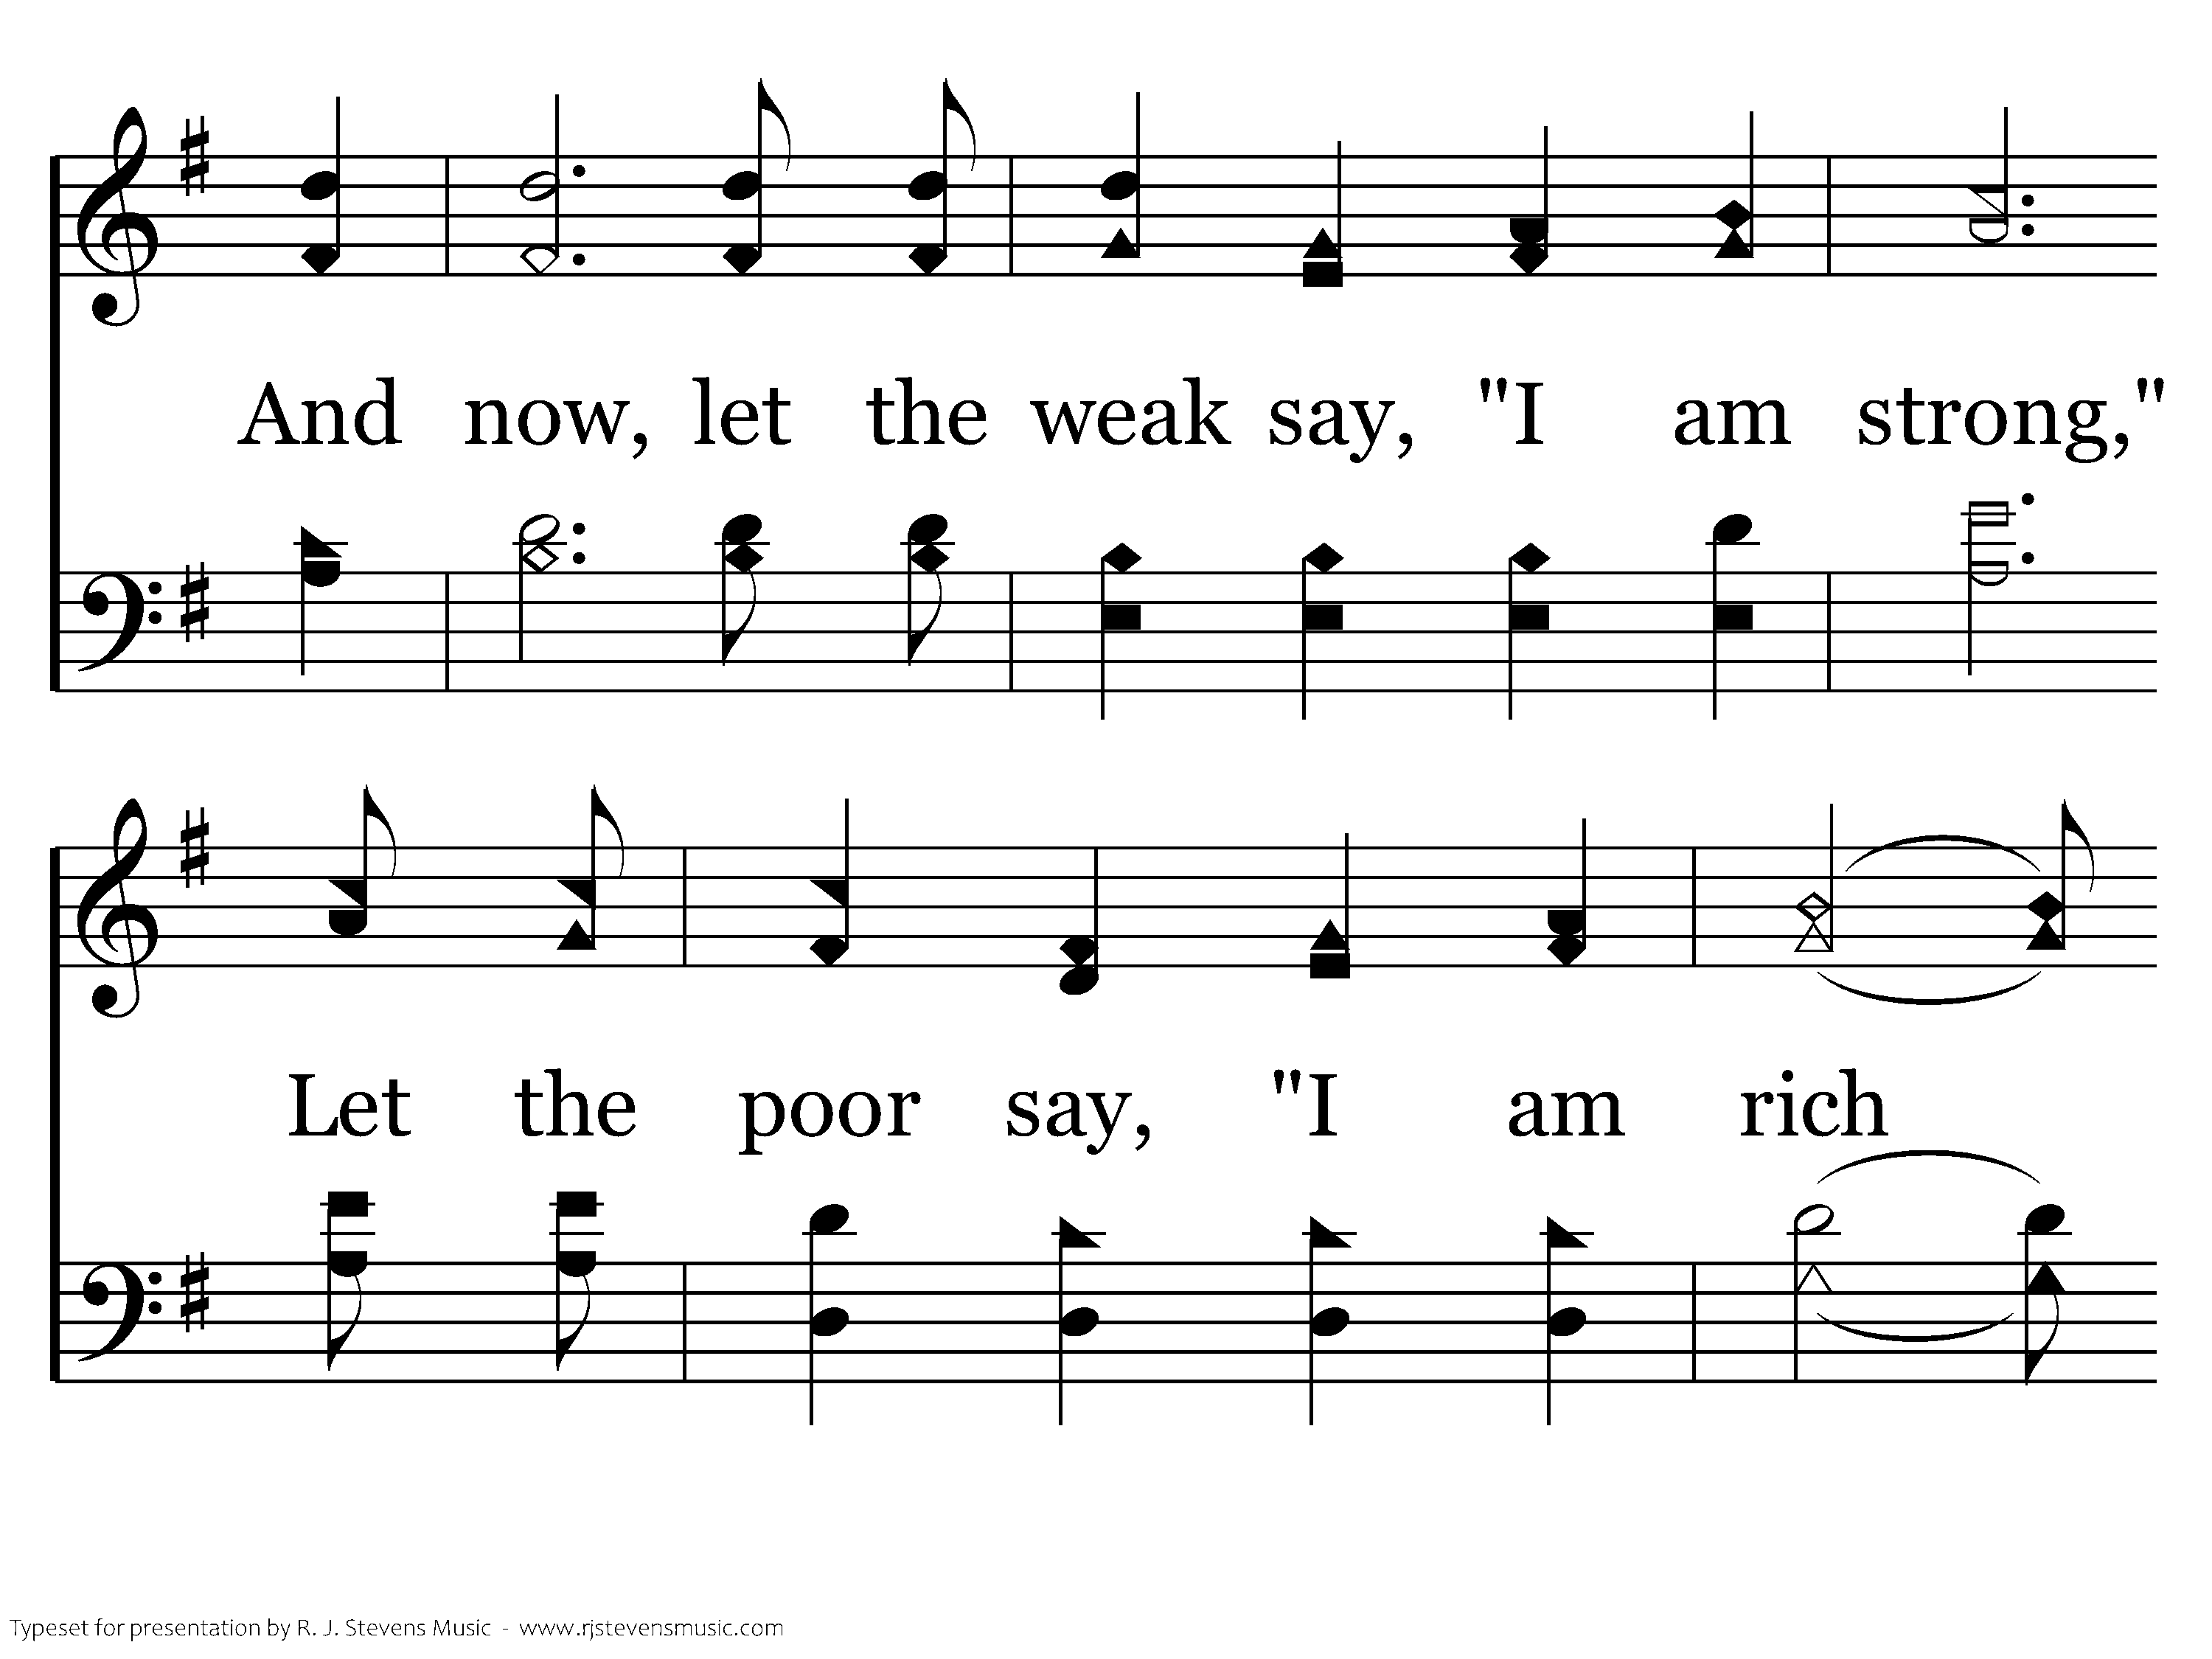 And now, let the weak say, "I am strong,"
Let the poor say, "I am rich
Typeset for presentation by R. J. Stevens Music - www.rjstevensmusic.com